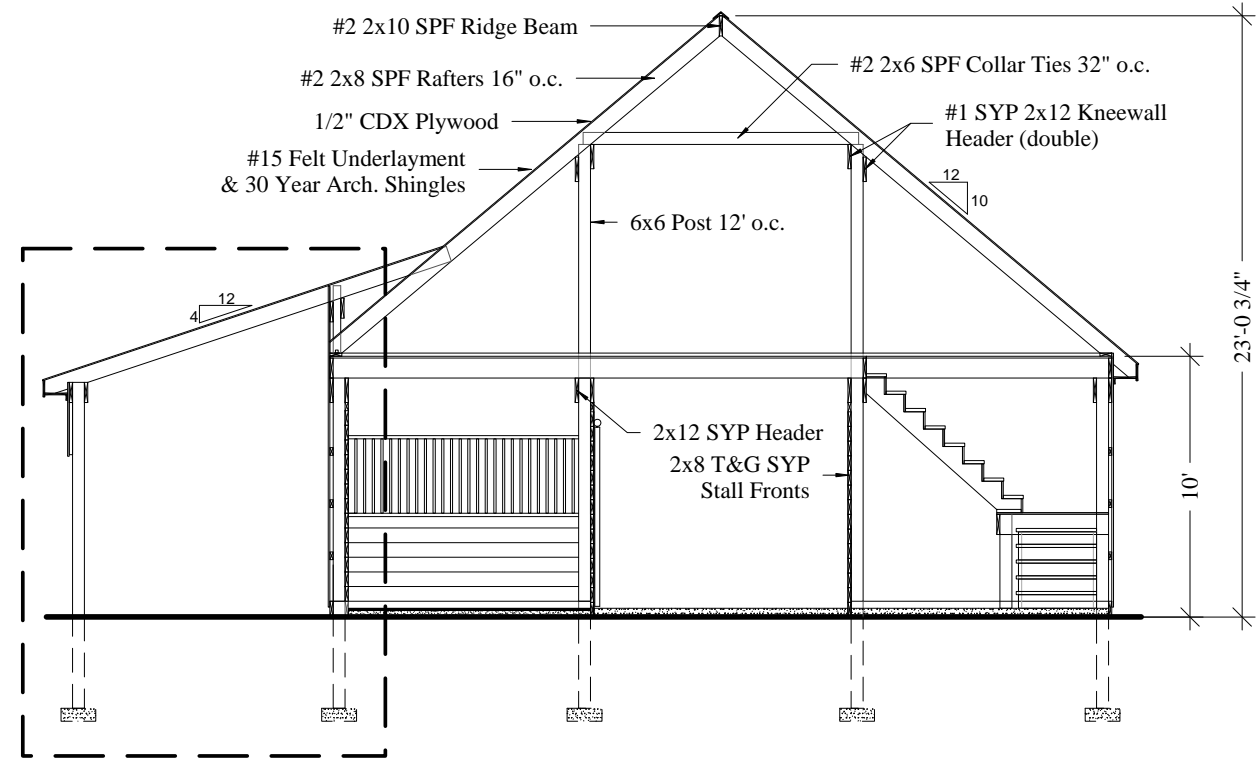 #2 2x10 SPF Ridge Beam
#2 2x8 SPF Rafters 16" o.c.
#2 2x6 SPF Collar Ties 32" o.c.
1/2" CDX Plywood
#1 SYP 2x12 Kneewall
Header (double)
#15 Felt Underlayment
& 30 Year Arch. Shingles
12
10
6x6 Post 12' o.c.
12
4
23'-0 3/4"
2x12 SYP Header
2x8 T&G SYP
Stall Fronts
10'